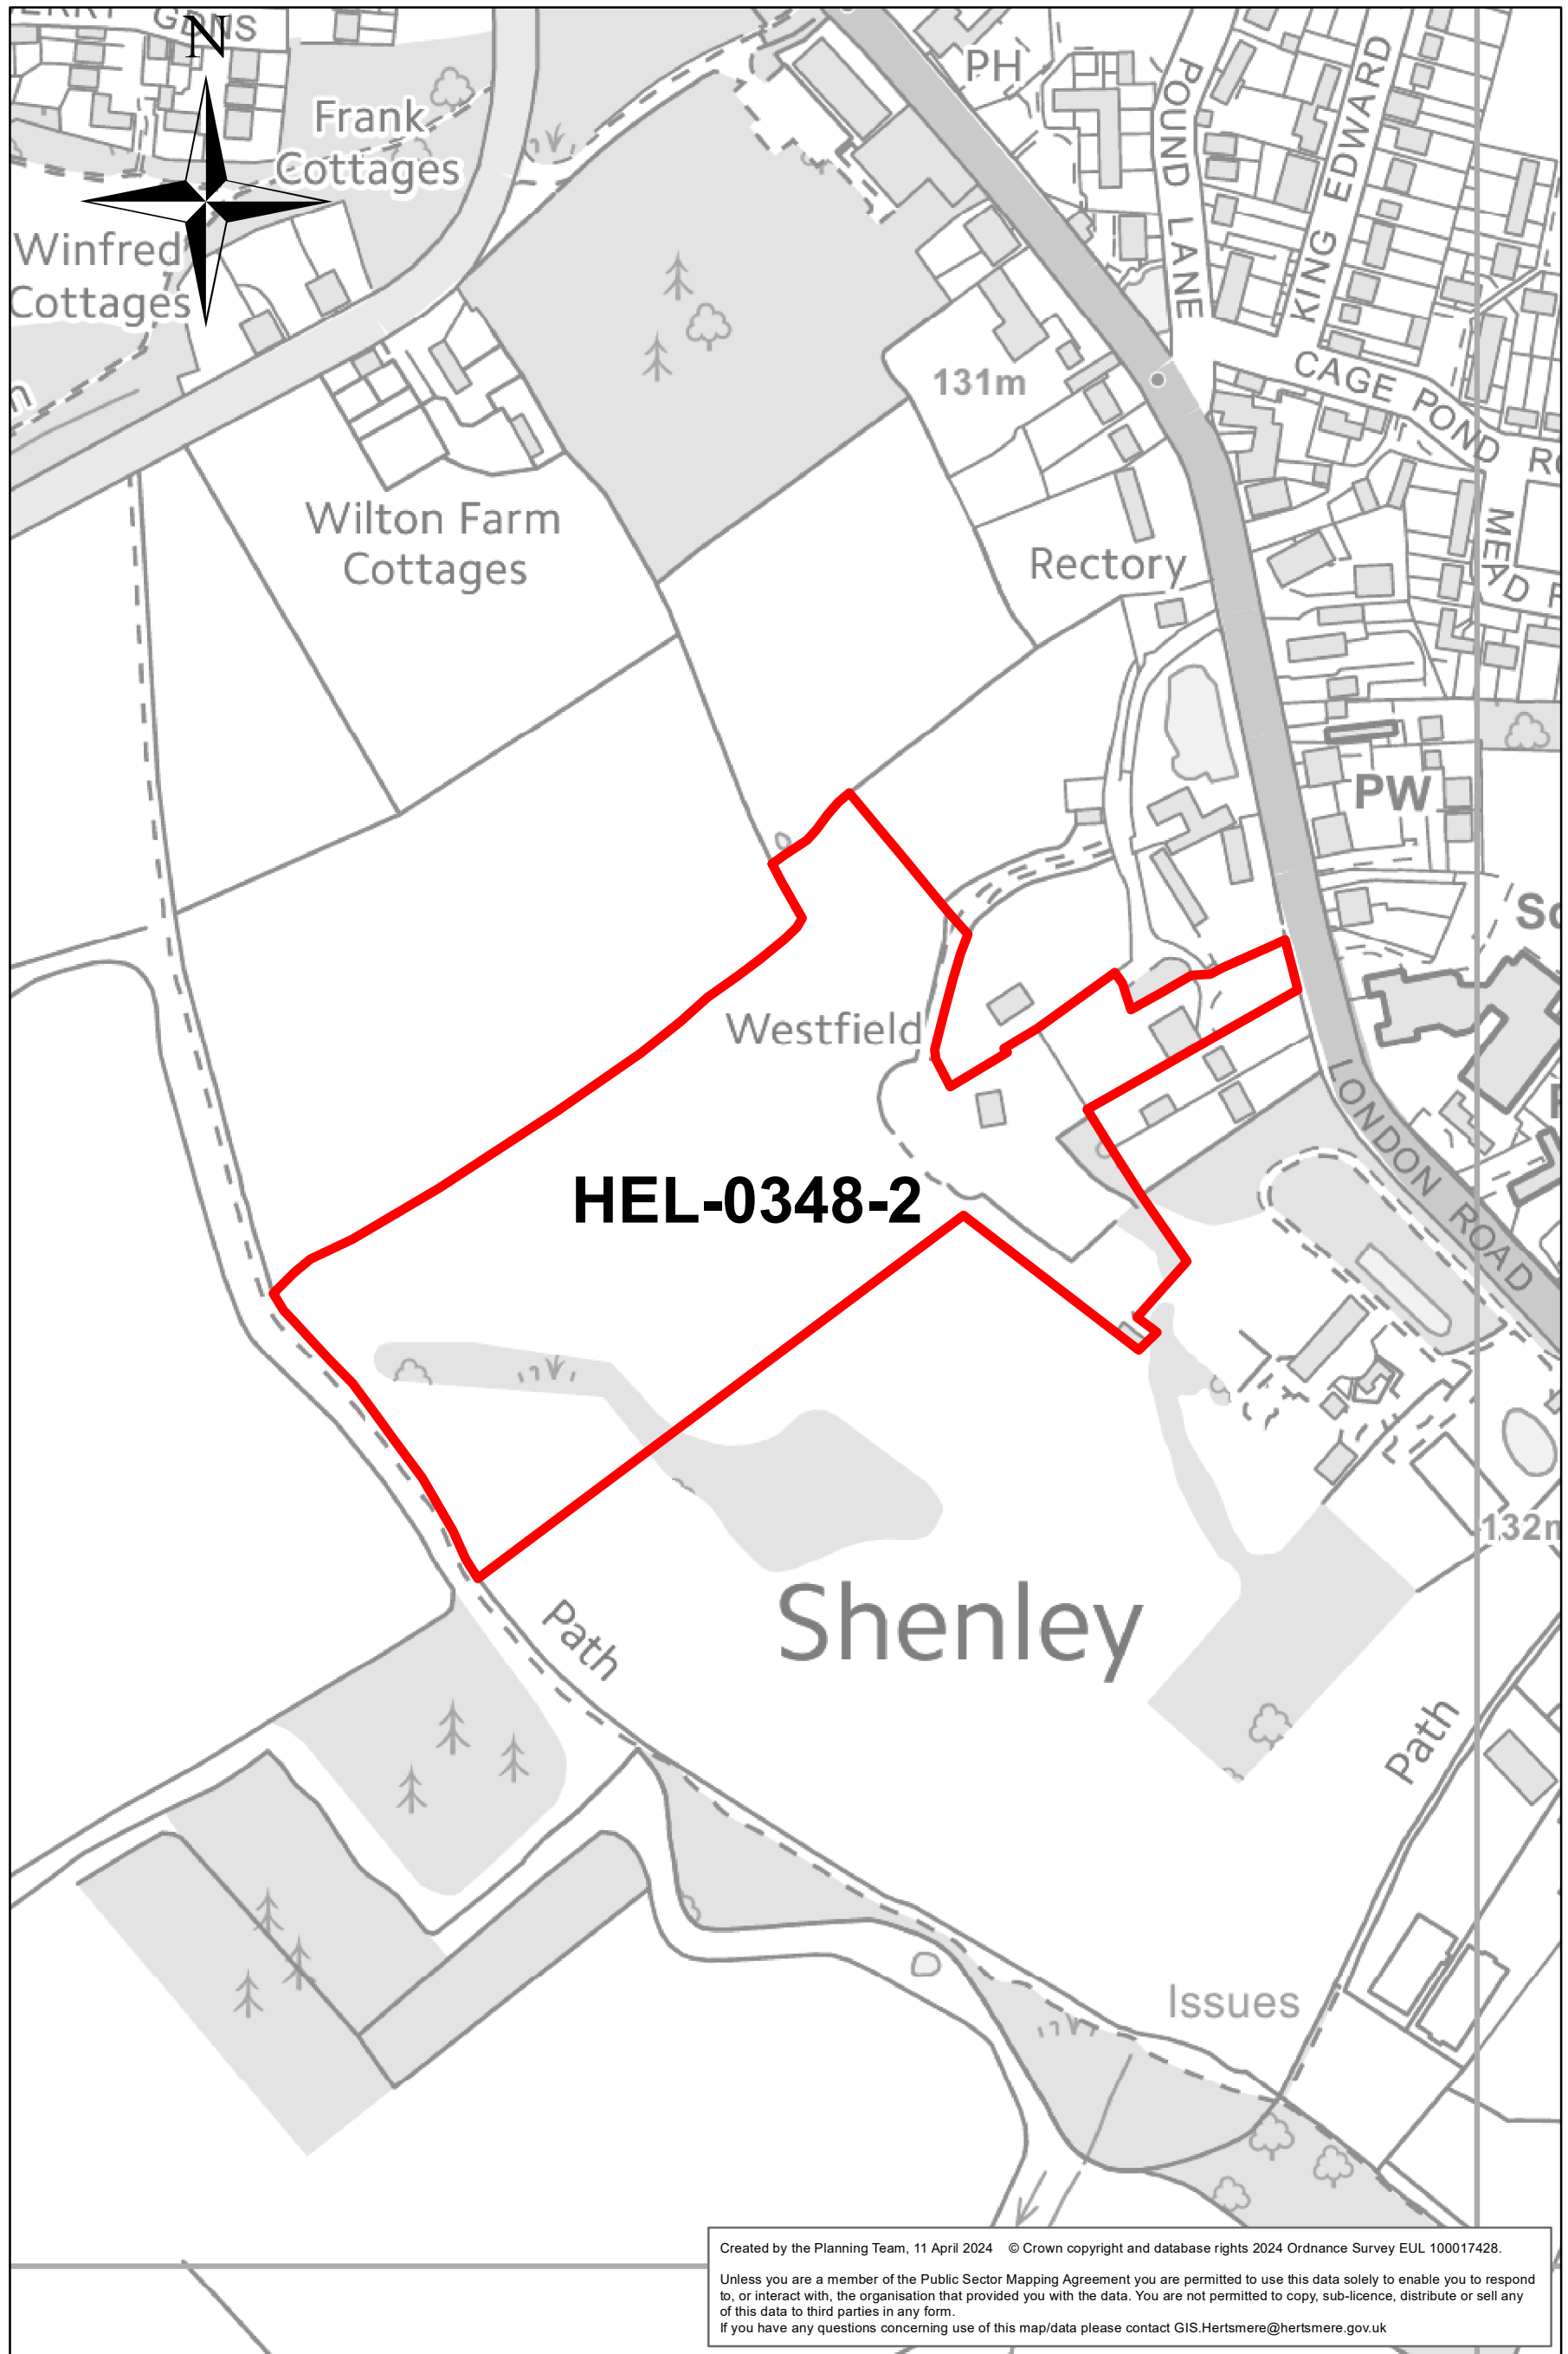 GDNS
N
Frank
Cottages
Winfred
Cottages
PH
POUND LANE
KING EDWARD
CAGE POND
131m
MEAD
Wilton Farm
Cottages
Rectory
PW
Westfield
HEL-0348-2
LONDON ROAD
132m
Shenley
Path
Path
Issues
Created by the Planning Team, 11 April 2024 © Crown copyright and database rights 2024 Ordnance Survey EUL 100017428.
Unless you are a member of the Public Sector Mapping Agreement you are permitted to use this data solely to enable you to respond
to, or interact with, the organisation that provided you with the data. You are not permitted to copy, sub-licence, distribute or sell any
of this data to third parties in any form.
If you have any questions concerning use of this map/data please contact GIS.Hertsmere@hertsmere.gov.uk